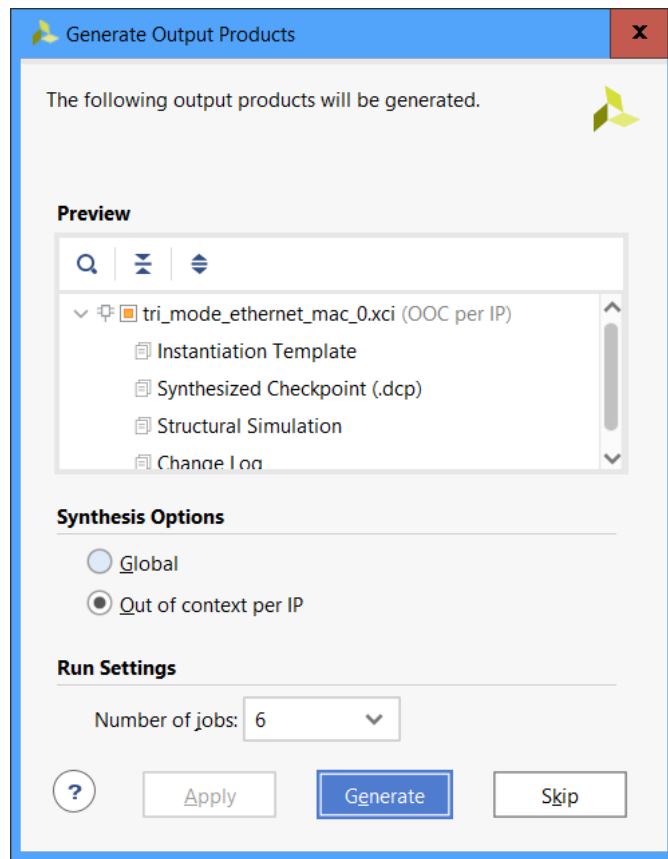 Generate Output Products
x
The following output products will be generated.
Preview
tri_mode_ethernet_mac_0.xci (OOC per IP)
Instantiation Template
Synthesized Checkpoint (.dcp)
Structural Simulation
Change Log
Synthesis Options
Global
Out of context per IP
Run Settings
Number of jobs: 6
? Apply Generate Skip